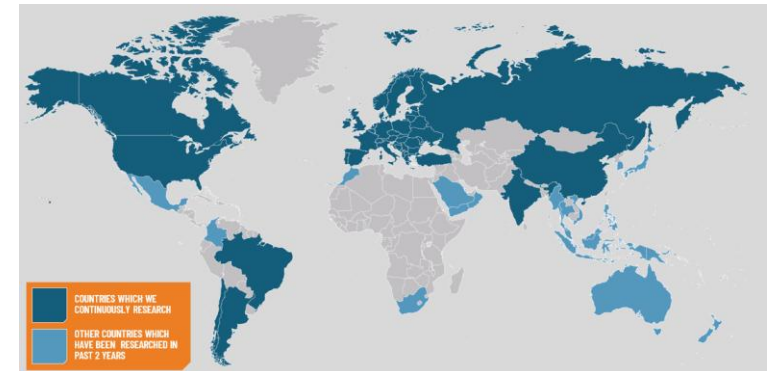 COUNTRIES WHICH WE
CONTINUOUSLY RESEARCH
OTHER COUNTRIES WHICH
HAVE BEEN RESEARCHED IN
PAST 2 YEARS